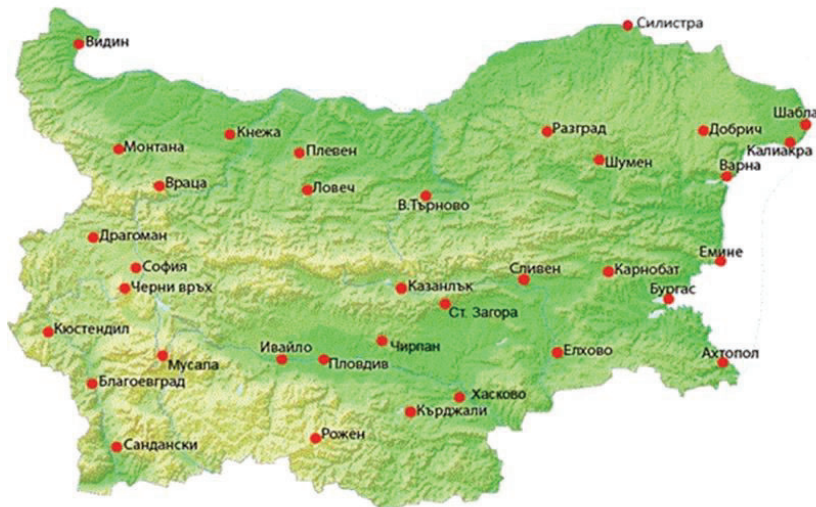 Силистра
Видин
Шабла
Кнежа
Разград
Добрич
Монтана
Плевен
Калиакра
Шумен
Варна
Враца
Ловеч
В.Търново
Драгоман
Емине
София
Сливен
Карнобат
Черни връх
Казанлък
Бургас
Ст. Загора
Кюстендил
Чирпан
Ивайло
Елхово
Ахтопол
Мусала
Пловдив
Благоевград
Хасково
Кърджали
Рожен
Сандански